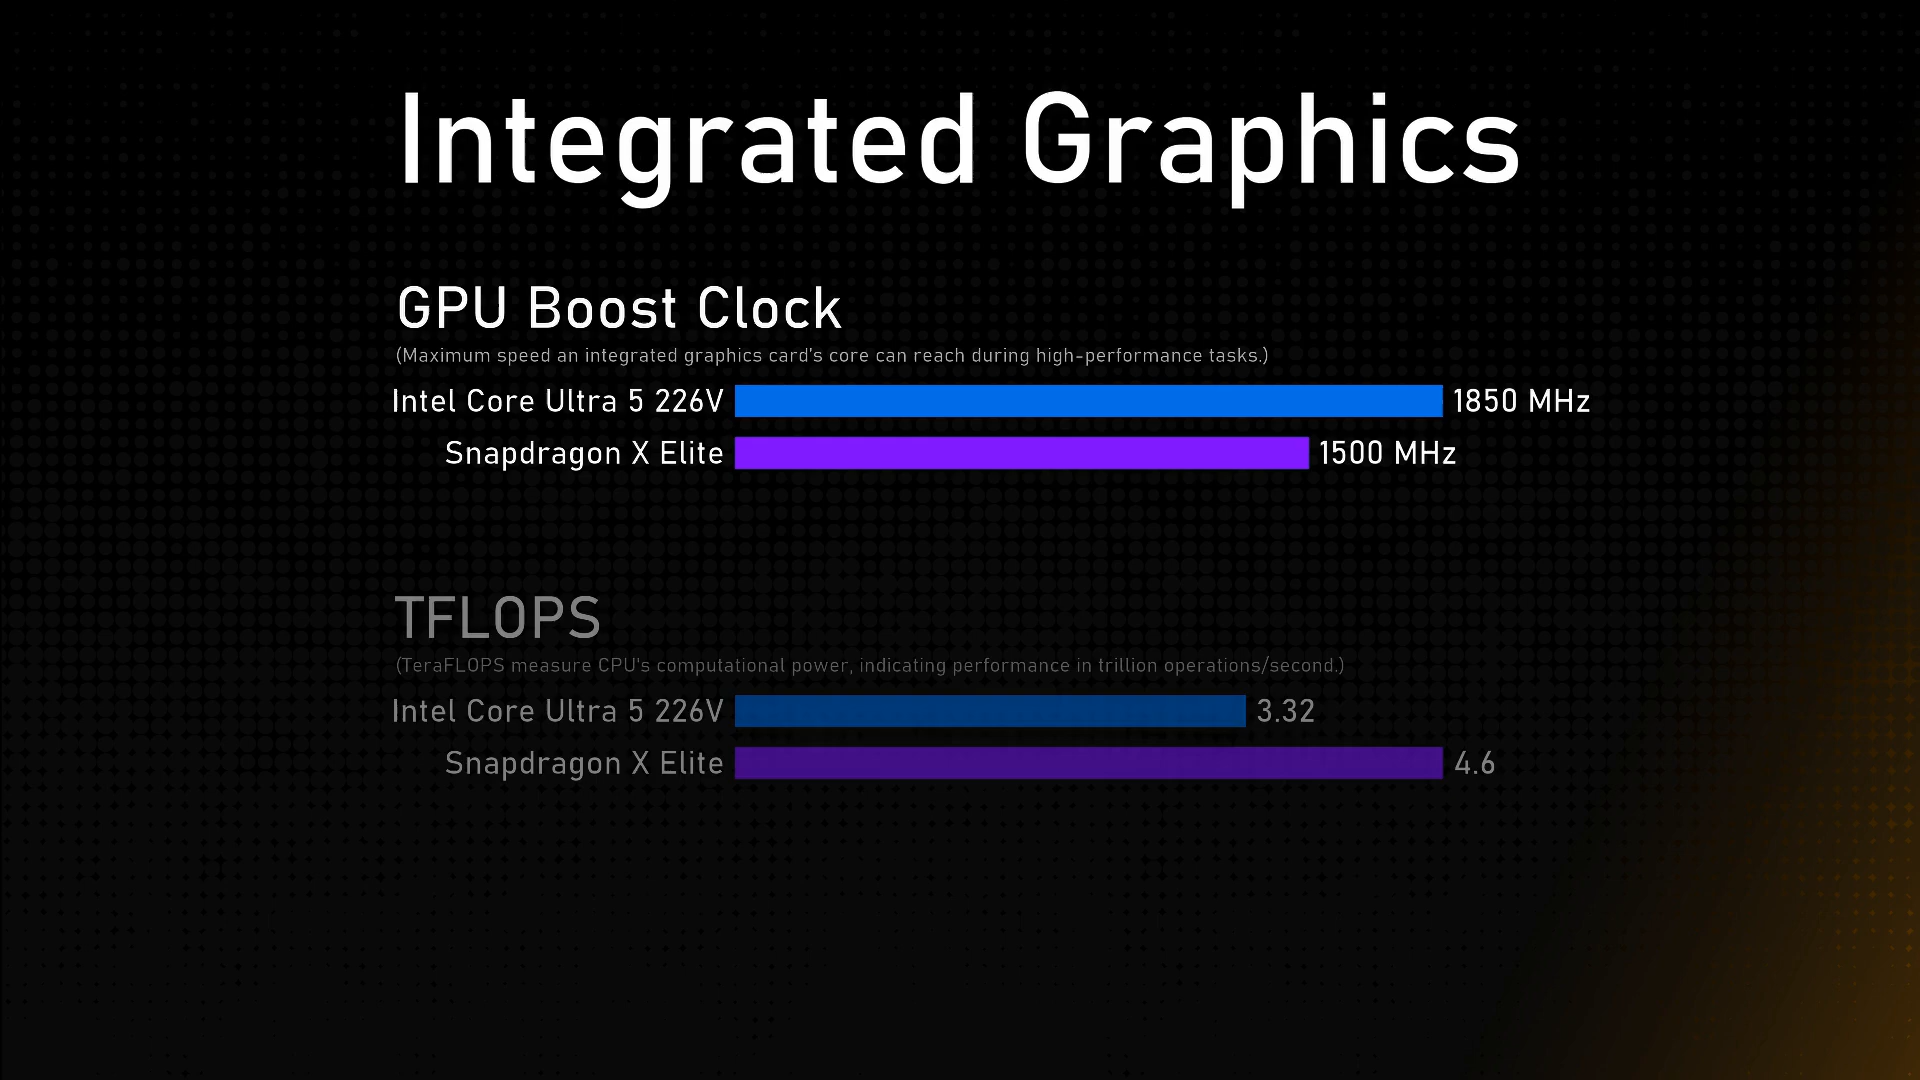 Integrated Graphics
GPU Boost Clock
(Maximum speed an integrated graphics card's core can reach during high-performance tasks.)
Intel Core Ultra 5 226V 1850 MHz
Snapdragon X Elite 1500 MHz
TFLOPS
(TeraFLOPS measure CPU's computational power, indicating performance in trillion operations/second.)
Intel Core Ultra 5 226V 3.32
Snapdragon X Elite 4.6